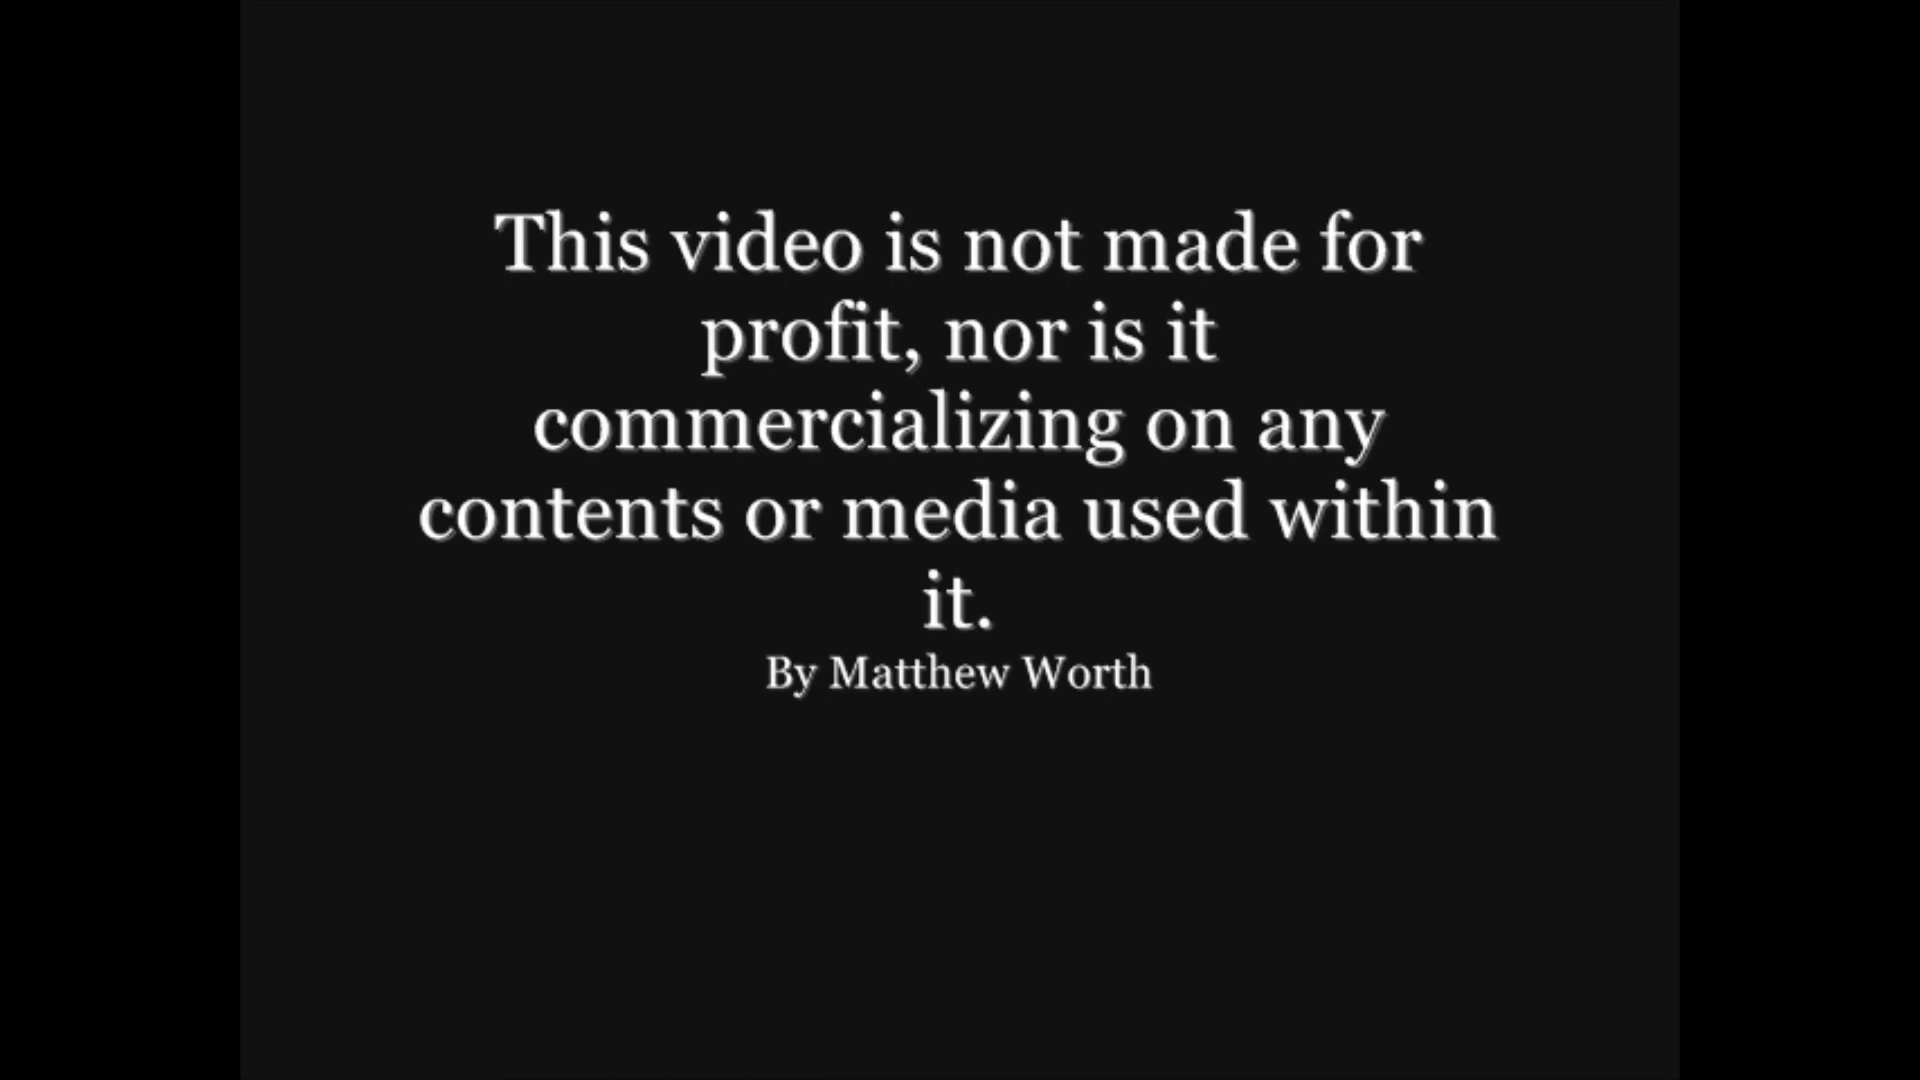 This video is not made for
profit, nor is it
commercializing on any
contents or media used within
it.
By Matthew Worth